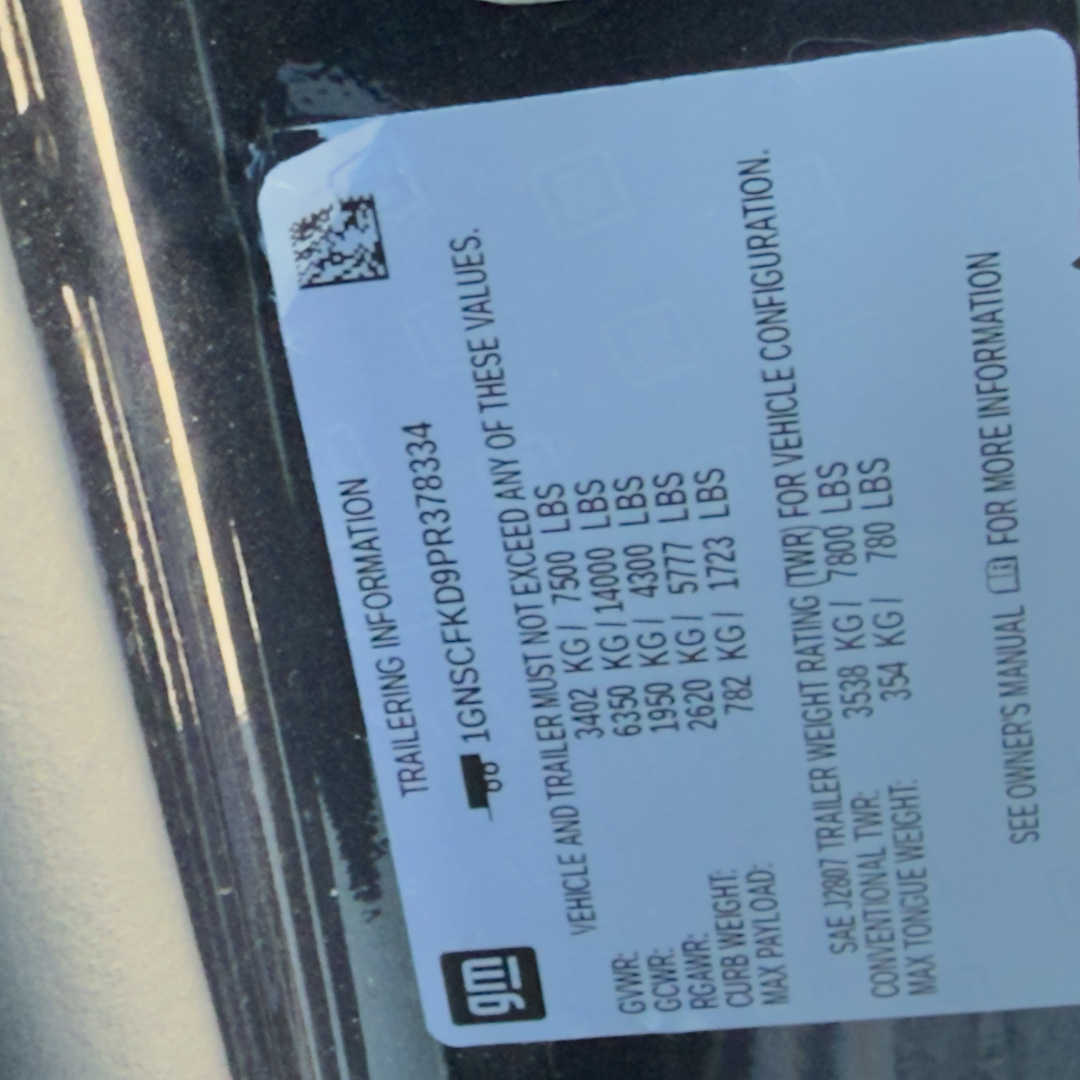 gm
TRAILERING INFORMATION
1GNSCFKD9PR378334
VEHICLE AND TRAILER MUST NOT EXCEED ANY OF THESE VALUES.
GVWR: 3402 KG / 7500 LBS
GCWR: 6350 KG / 14000 LBS
RGAWR: 1950 KG / 4300 LBS
CURB WEIGHT: 2620 KG / 5777 LBS
MAX PAYLOAD: 782 KG / 1723 LBS
SAE J2807 TRAILER WEIGHT RATING (TWR) FOR VEHICLE CONFIGURATION.
CONVENTIONAL TWR: 3538 KG / 7800 LBS
MAX TONGUE WEIGHT: 354 KG / 780 LBS
SEE OWNER'S MANUAL FOR MORE INFORMATION